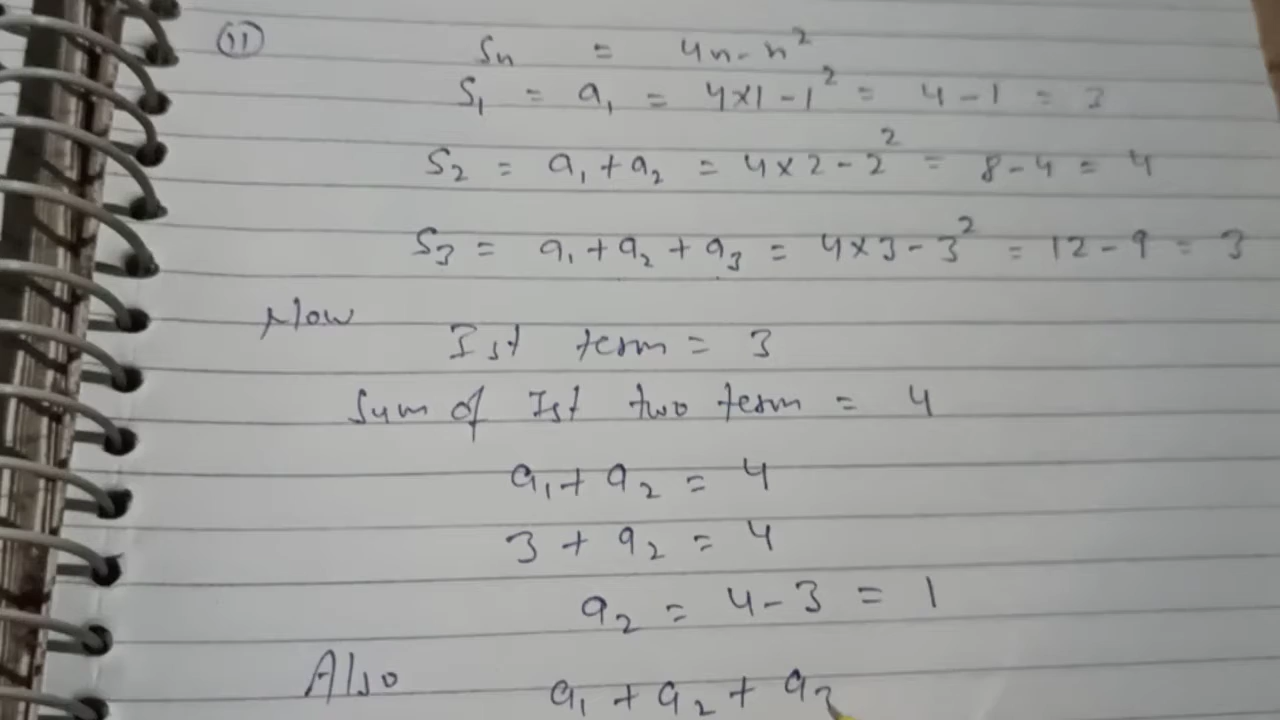 (11) Sn = 4n - n²
S₁ = a₁ = 4×1 - 1² = 4 - 1 = 3
S₂ = a₁ + a₂ = 4×2 - 2² = 8 - 4 = 4
S₃ = a₁ + a₂ + a₃ = 4×3 - 3² = 12 - 9 = 3
Now
Ist term = 3
Sum of Ist two term = 4
a₁ + a₂ = 4
3 + a₂ = 4
a₂ = 4 - 3 = 1
Also
a₁ + a₂ + a₃